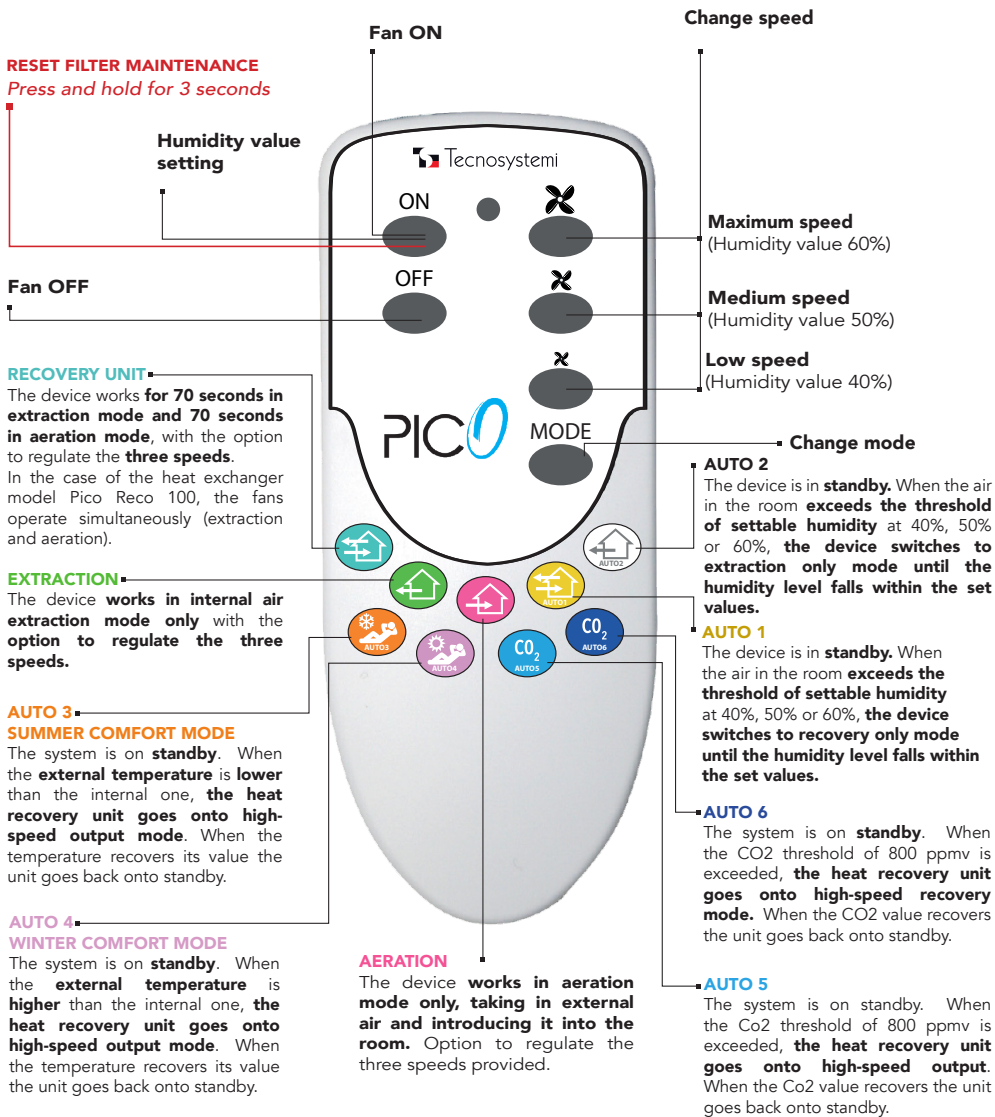 Fan ON
Change speed
RESET FILTER MAINTENANCE
Press and hold for 3 seconds
Humidity value
setting
Tecnosystemi
ON
OFF
Maximum speed
(Humidity value 60%)
Fan OFF
Medium speed
(Humidity value 50%)
Low speed
(Humidity value 40%)
PICO
MODE
Change mode
RECOVERY UNIT
The device works for 70 seconds in
extraction mode and 70 seconds
in aeration mode, with the option
to regulate the three speeds.
In the case of the heat exchanger
model Pico Reco 100, the fans
operate simultaneously (extraction
and aeration).
EXTRACTION
The device works in internal air
extraction mode only with the
option to regulate the three
speeds.
AUTO 3
SUMMER COMFORT MODE
The system is on standby. When
the external temperature is lower
than the internal one, the heat
recovery unit goes onto high-
speed output mode. When the
temperature recovers its value the
unit goes back onto standby.
AUTO 4
WINTER COMFORT MODE
The system is on standby. When
the external temperature is
higher than the internal one, the
heat recovery unit goes onto
high-speed output mode. When
the temperature recovers its value
the unit goes back onto standby.
AUTO2
AUTO1
AUTO3
AUTO4
CO2
AUTO5
CO2
AUTO6
AERATION
The device works in aeration
mode only, taking in external
air and introducing it into the
room. Option to regulate the
three speeds provided.
AUTO 2
The device is in standby. When the air
in the room exceeds the threshold
of settable humidity at 40%, 50%
or 60%, the device switches to
extraction only mode until the
humidity level falls within the set
values.
AUTO 1
The device is in standby. When
the air in the room exceeds the
threshold of settable humidity
at 40%, 50% or 60%, the device
switches to recovery only mode
until the humidity level falls within
the set values.
AUTO 6
The system is on standby. When
the CO2 threshold of 800 ppmv is
exceeded, the heat recovery unit
goes onto high-speed recovery
mode. When the CO2 value recovers
the unit goes back onto standby.
AUTO 5
The system is on standby. When
the Co2 threshold of 800 ppmv is
exceeded, the heat recovery unit
goes onto high-speed output.
When the Co2 value recovers the unit
goes back onto standby.